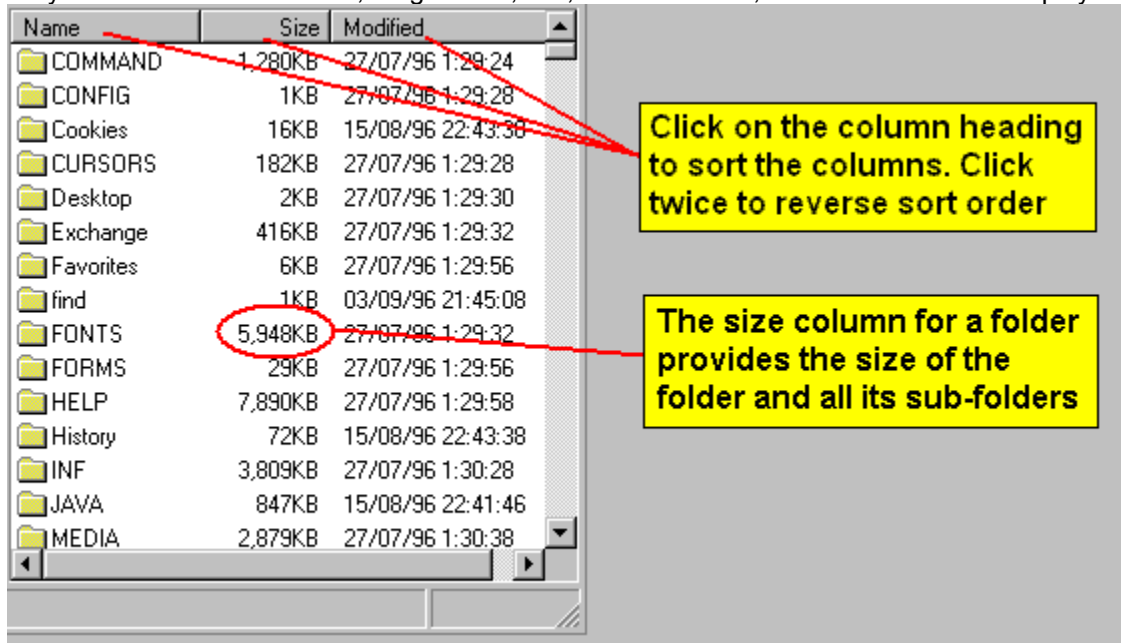 Name Size Modified
COMMAND 1,280KB 27/07/96 1:29:24
CONFIG 1KB 27/07/96 1:29:28
Cookies 16KB 15/08/96 22:43:38
CURSORS 182KB 27/07/96 1:29:28
Desktop 2KB 27/07/96 1:29:30
Exchange 416KB 27/07/96 1:29:32
Favorites 6KB 27/07/96 1:29:56
find 1KB 03/09/96 21:45:08
FONTS 5,948KB 27/07/96 1:29:32
FORMS 29KB 27/07/96 1:29:56
HELP 7,890KB 27/07/96 1:29:58
History 72KB 15/08/96 22:43:38
INF 3,809KB 27/07/96 1:30:28
JAVA 847KB 15/08/96 22:41:46
MEDIA 2,879KB 27/07/96 1:30:38
Click on the column heading
to sort the columns. Click
twice to reverse sort order
The size column for a folder
provides the size of the
folder and all its sub-folders